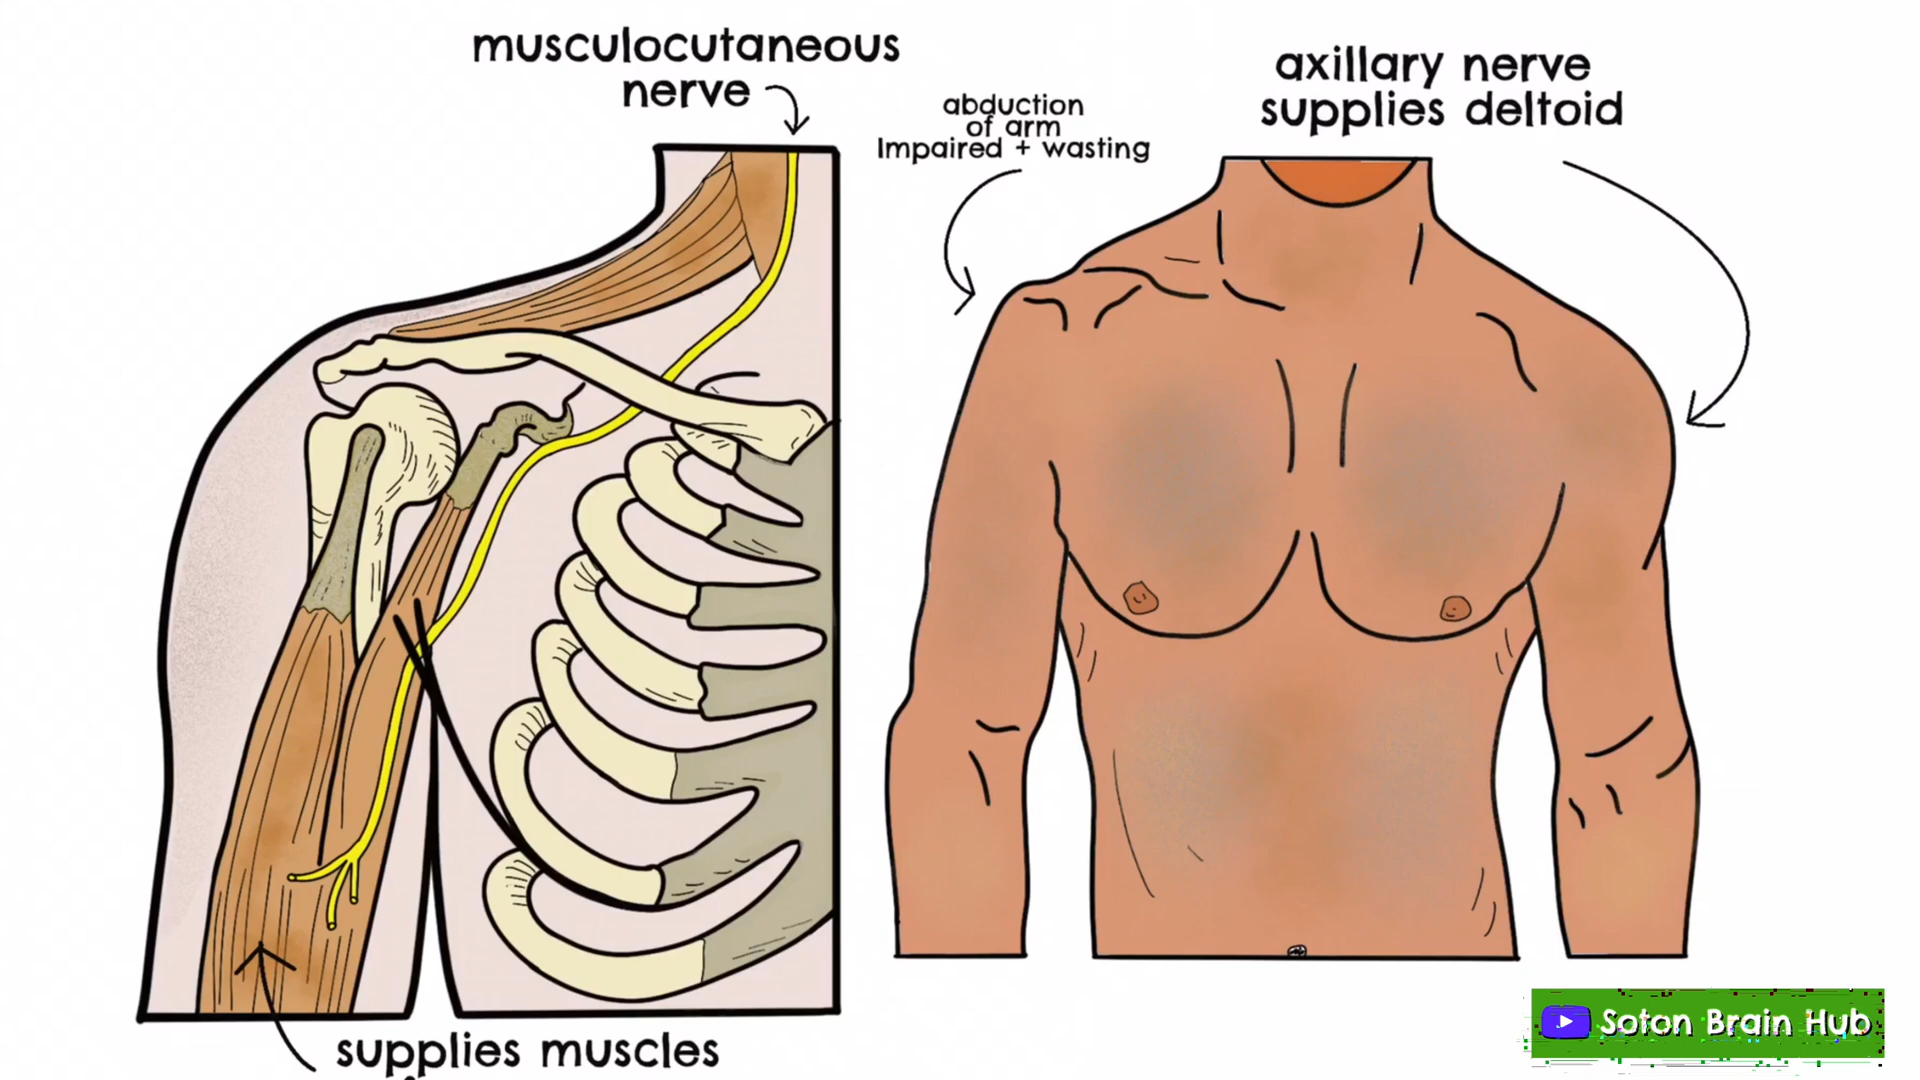 musculocutaneous
nerve
abduction
of arm
Impaired + wasting
axillary nerve
supplies deltoid
supplies muscles
Soton Brain Hub